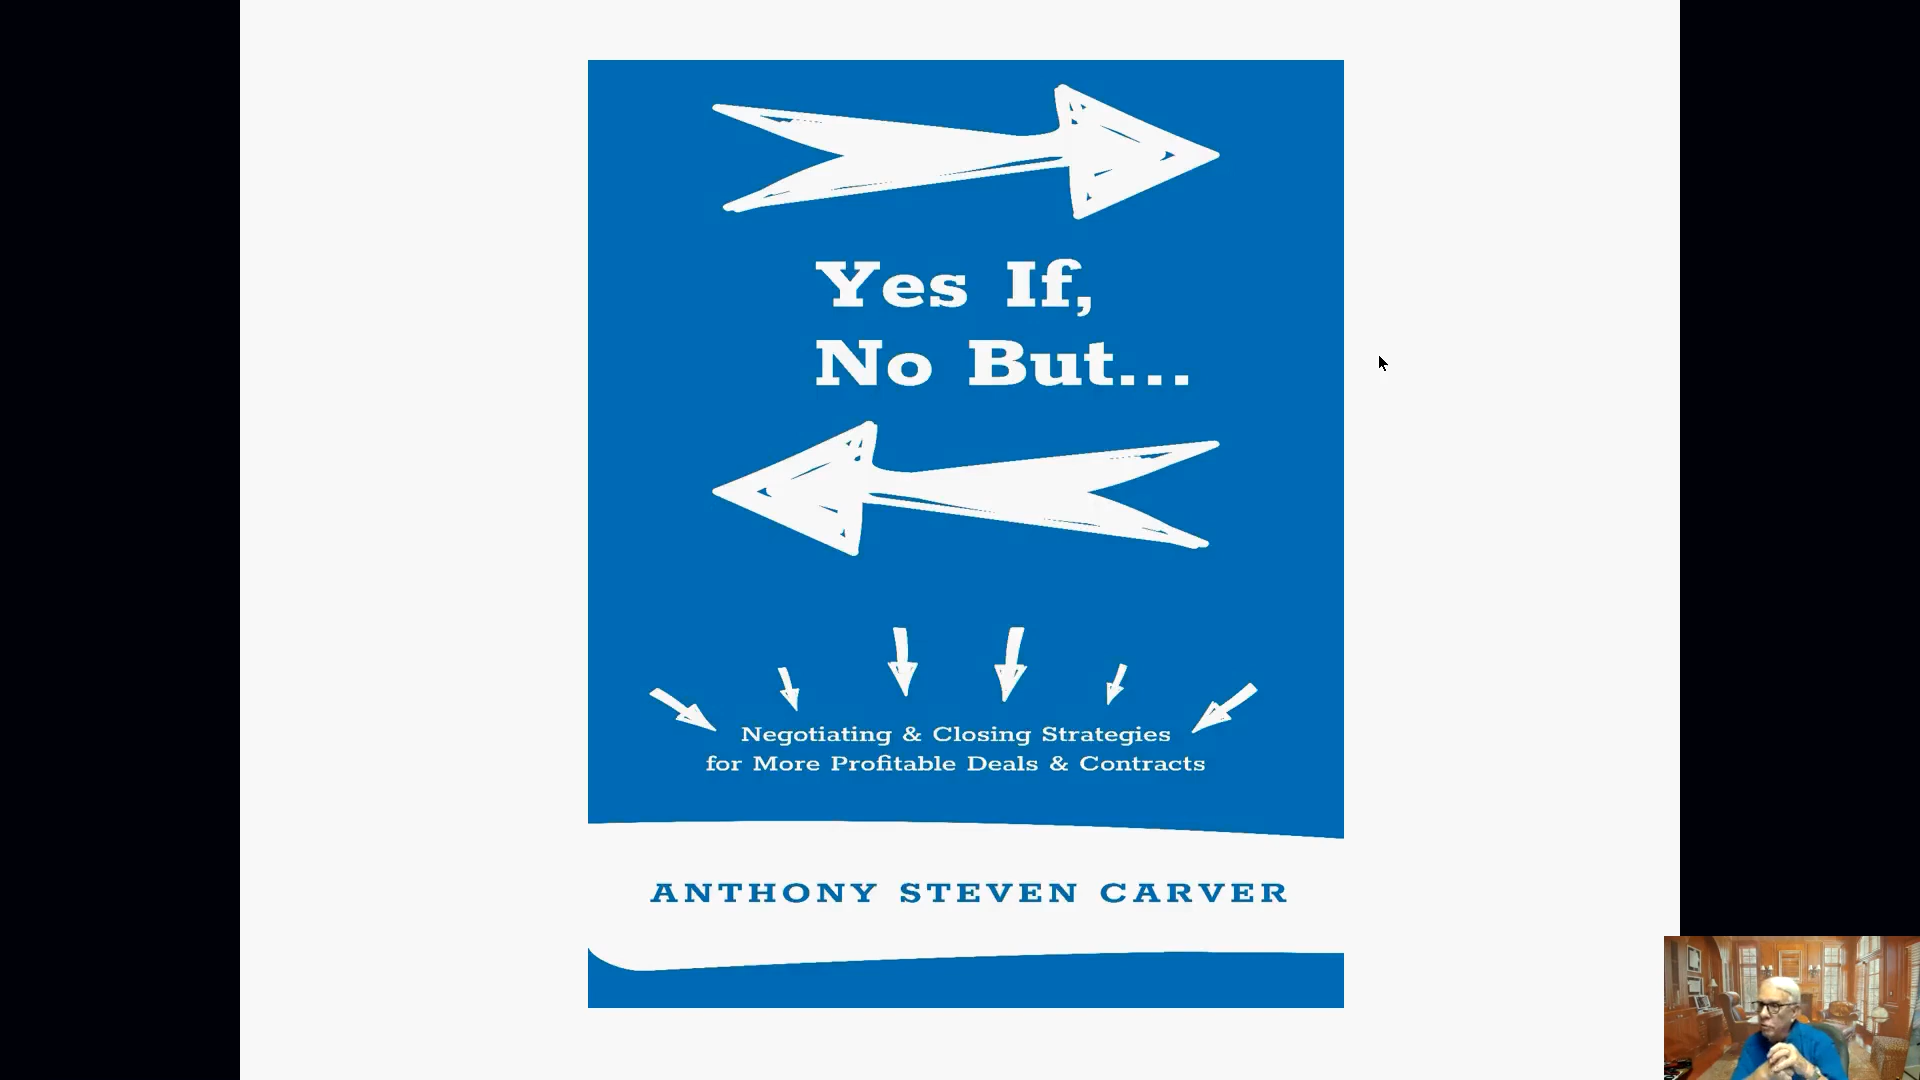 Yes If,
No But...
Negotiating & Closing Strategies
for More Profitable Deals & Contracts
ANTHONY STEVEN CARVER